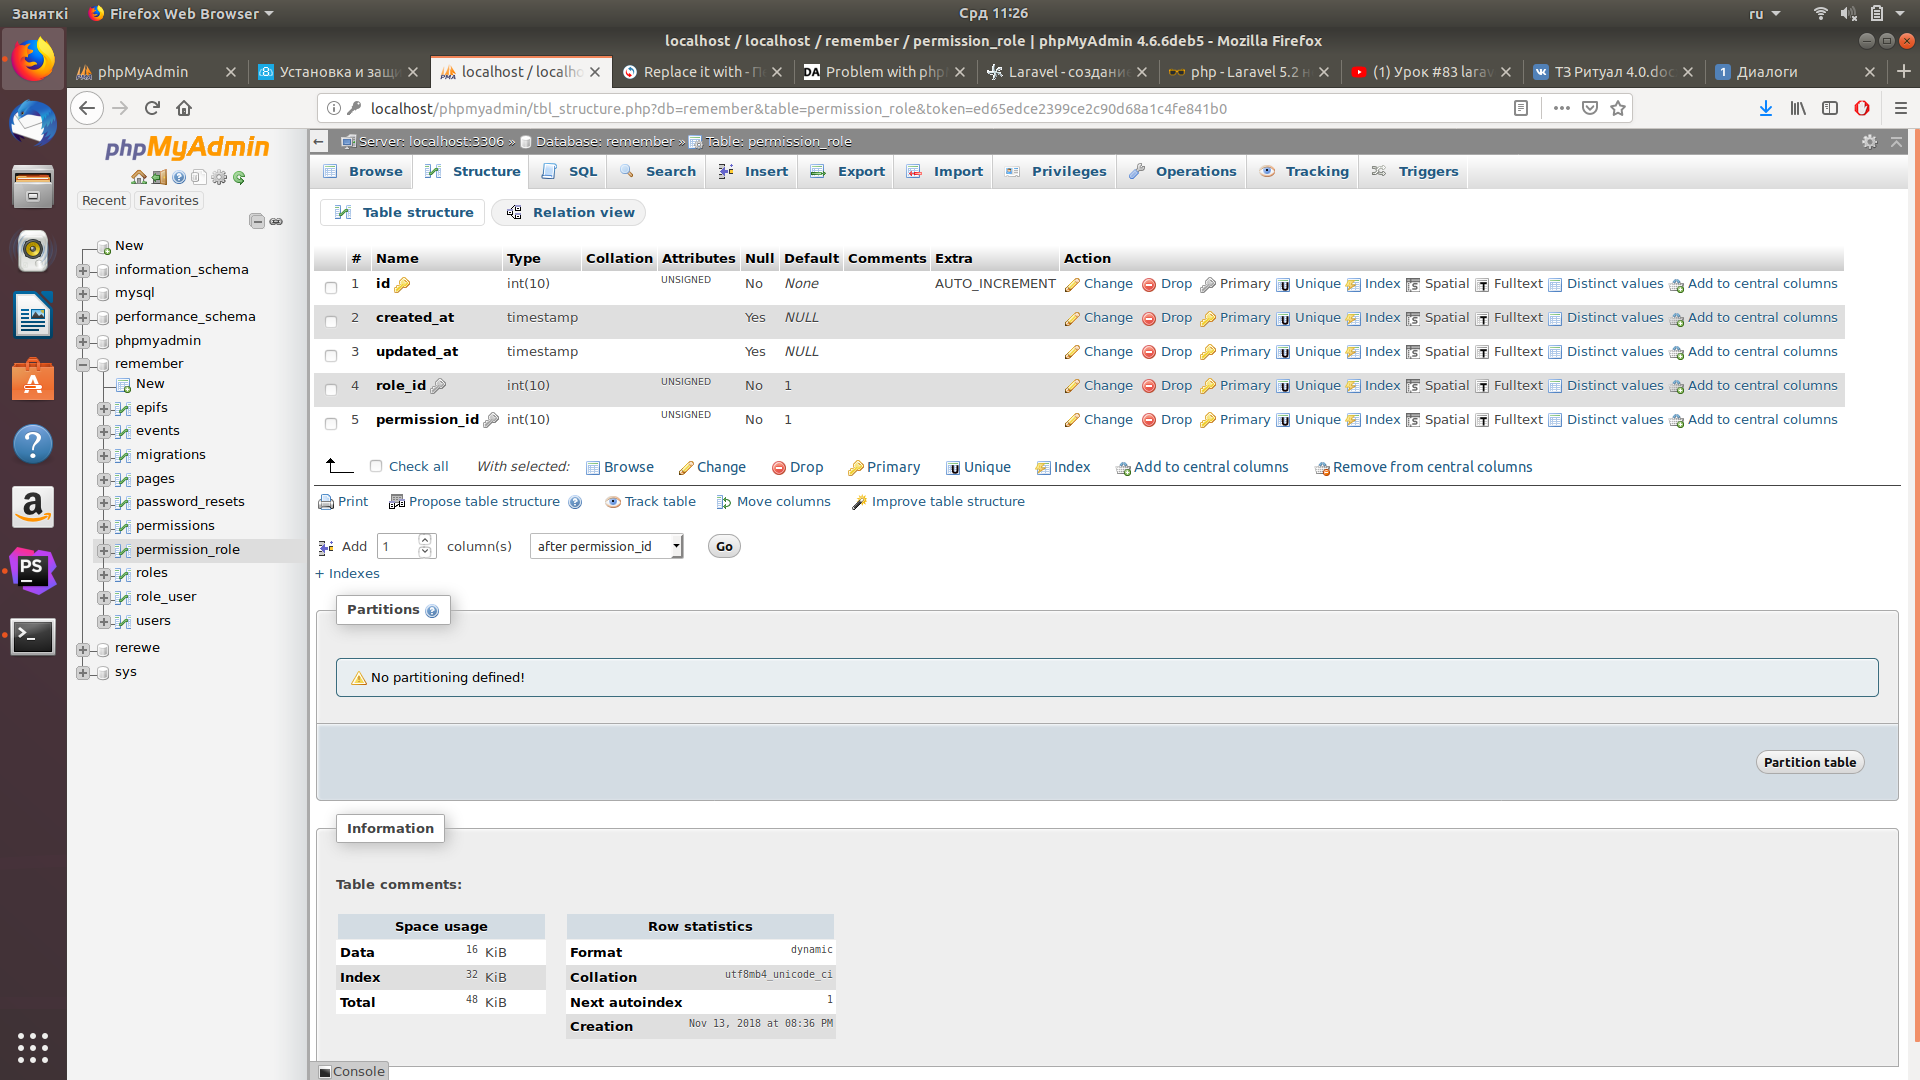 Заняткі Firefox Web Browser Срд 11:26 ru
localhost / localhost / remember / permission_role | phpMyAdmin 4.6.6deb5 - Mozilla Firefox
phpMyAdmin Установка и защи localhost / localho Replace it with - П Problem with php Laravel - создание php - Laravel 5.2 н (1) Урок #83 larav ТЗ Ритуал 4.0.doc 1 Диалоги
localhost/phpmyadmin/tbl_structure.php?db=remember&table=permission_role&token=ed65edce2399ce2c90d68a1c4fe841b0
phpMyAdmin
Recent Favorites
New
information_schema
mysql
performance_schema
phpmyadmin
remember
New
epifs
events
migrations
pages
password_resets
permissions
permission_role
roles
role_user
users
rerewe
sys
Server: localhost:3306 » Database: remember » Table: permission_role
Browse Structure SQL Search Insert Export Import Privileges Operations Tracking Triggers
Table structure Relation view
# Name Type Collation Attributes Null Default Comments Extra Action
1 id int(10) UNSIGNED No None AUTO_INCREMENT Change Drop Primary Unique Index Spatial Fulltext Distinct values Add to central columns
2 created_at timestamp Yes NULL Change Drop Primary Unique Index Spatial Fulltext Distinct values Add to central columns
3 updated_at timestamp Yes NULL Change Drop Primary Unique Index Spatial Fulltext Distinct values Add to central columns
4 role_id int(10) UNSIGNED No 1 Change Drop Primary Unique Index Spatial Fulltext Distinct values Add to central columns
5 permission_id int(10) UNSIGNED No 1 Change Drop Primary Unique Index Spatial Fulltext Distinct values Add to central columns
Check all With selected: Browse Change Drop Primary Unique Index Add to central columns Remove from central columns
Print Propose table structure Track table Move columns Improve table structure
Add 1 column(s) after permission_id Go
+ Indexes
Partitions
No partitioning defined!
Partition table
Information
Table comments:
Space usage
Data 16 KiB
Index 32 KiB
Total 48 KiB
Row statistics
Format dynamic
Collation utf8mb4_unicode_ci
Next autoindex 1
Creation Nov 13, 2018 at 08:36 PM
Console